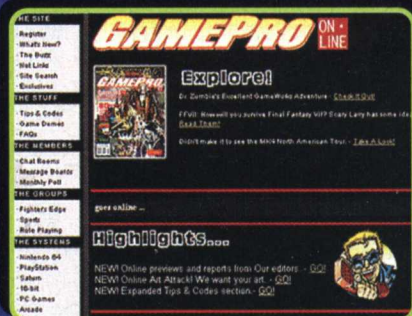 THE SITE
- Register
- What's New?
- The Buzz
- Hot Links
- Site Search
- Exclusives
THE STUFF
- Tips & Codes
- Game Demos
- FAQs
THE MEMBERS
- Chat Rooms
- Message Boards
- Monthly Poll
THE GROUPS
- Fighters Edge
- Sports
- Role Playing
THE SYSTEMS
- Nintendo 64
- PlayStation
- Saturn
- 16-bit
- PC Games
- Arcade
GAMEPRO ON LINE
GAMEPRO
Explore!
Dr. Zombie's Excellent GameWorks Adventure - Check It OUT
will you survive Final Fantasy VII? Scary Larry has some idea
Read Them!
Didn't make it to see the MK4 North American Tour - Take A Look!
goes online ...
Highlights...
NEW! Online previews and reports from Our editors. - GO!
NEW! Online Art Attack! We want your art. - GO!
NEW! Expanded Tips & Codes section.- GO!